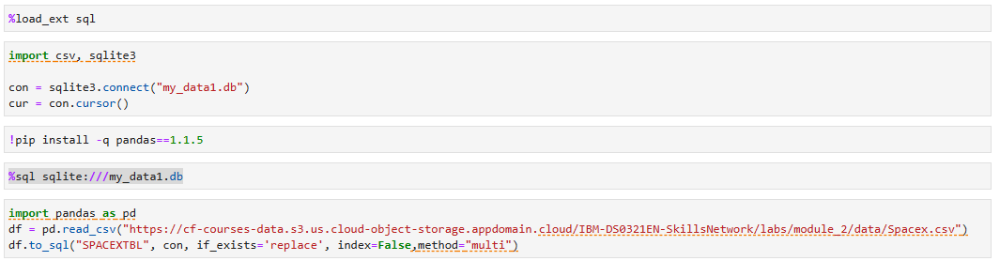 %load_ext sql
import csv, sqlite3
con = sqlite3.connect("my_data1.db")
cur = con.cursor()
!pip install -q pandas==1.1.5
%sql sqlite:///my_data1.db
import pandas as pd
df = pd.read_csv("https://cf-courses-data.s3.us.cloud-object-storage.appdomain.cloud/IBM-DS0321EN-SkillsNetwork/labs/module_2/data/Spacex.csv")
df.to_sql("SPACEXTBL", con, if_exists='replace', index=False,method="multi")